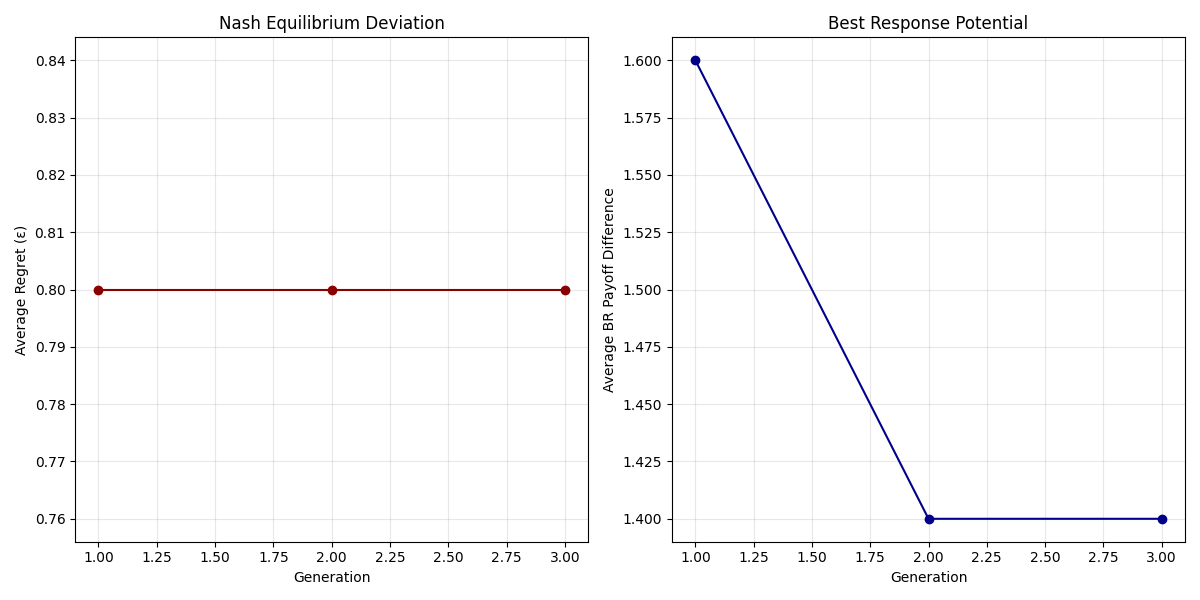 Nash Equilibrium Deviation
Average Regret (ε)
0.84
0.83
0.82
0.81
0.80
0.79
0.78
0.77
0.76
1.00 1.25 1.50 1.75 2.00 2.25 2.50 2.75 3.00
Generation
Best Response Potential
Average BR Payoff Difference
1.600
1.575
1.550
1.525
1.500
1.475
1.450
1.425
1.400
1.00 1.25 1.50 1.75 2.00 2.25 2.50 2.75 3.00
Generation